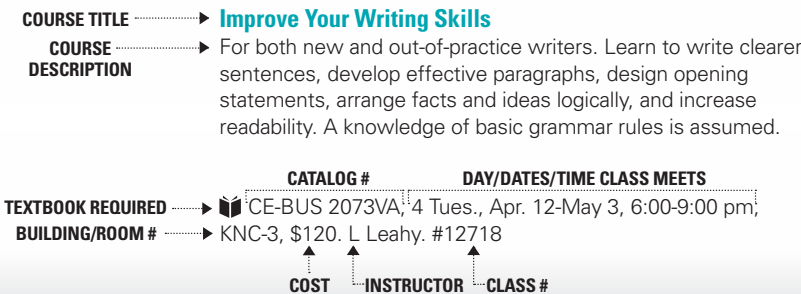 COURSE TITLE Improve Your Writing Skills
COURSE DESCRIPTION For both new and out-of-practice writers. Learn to write clearer
sentences, develop effective paragraphs, design opening
statements, arrange facts and ideas logically, and increase
readability. A knowledge of basic grammar rules is assumed.
CATALOG # DAY/DATES/TIME CLASS MEETS
TEXTBOOK REQUIRED CE-BUS 2073VA, 4 Tues., Apr. 12-May 3, 6:00-9:00 pm,
BUILDING/ROOM # KNC-3, $120. L Leahy. #12718
COST INSTRUCTOR CLASS #